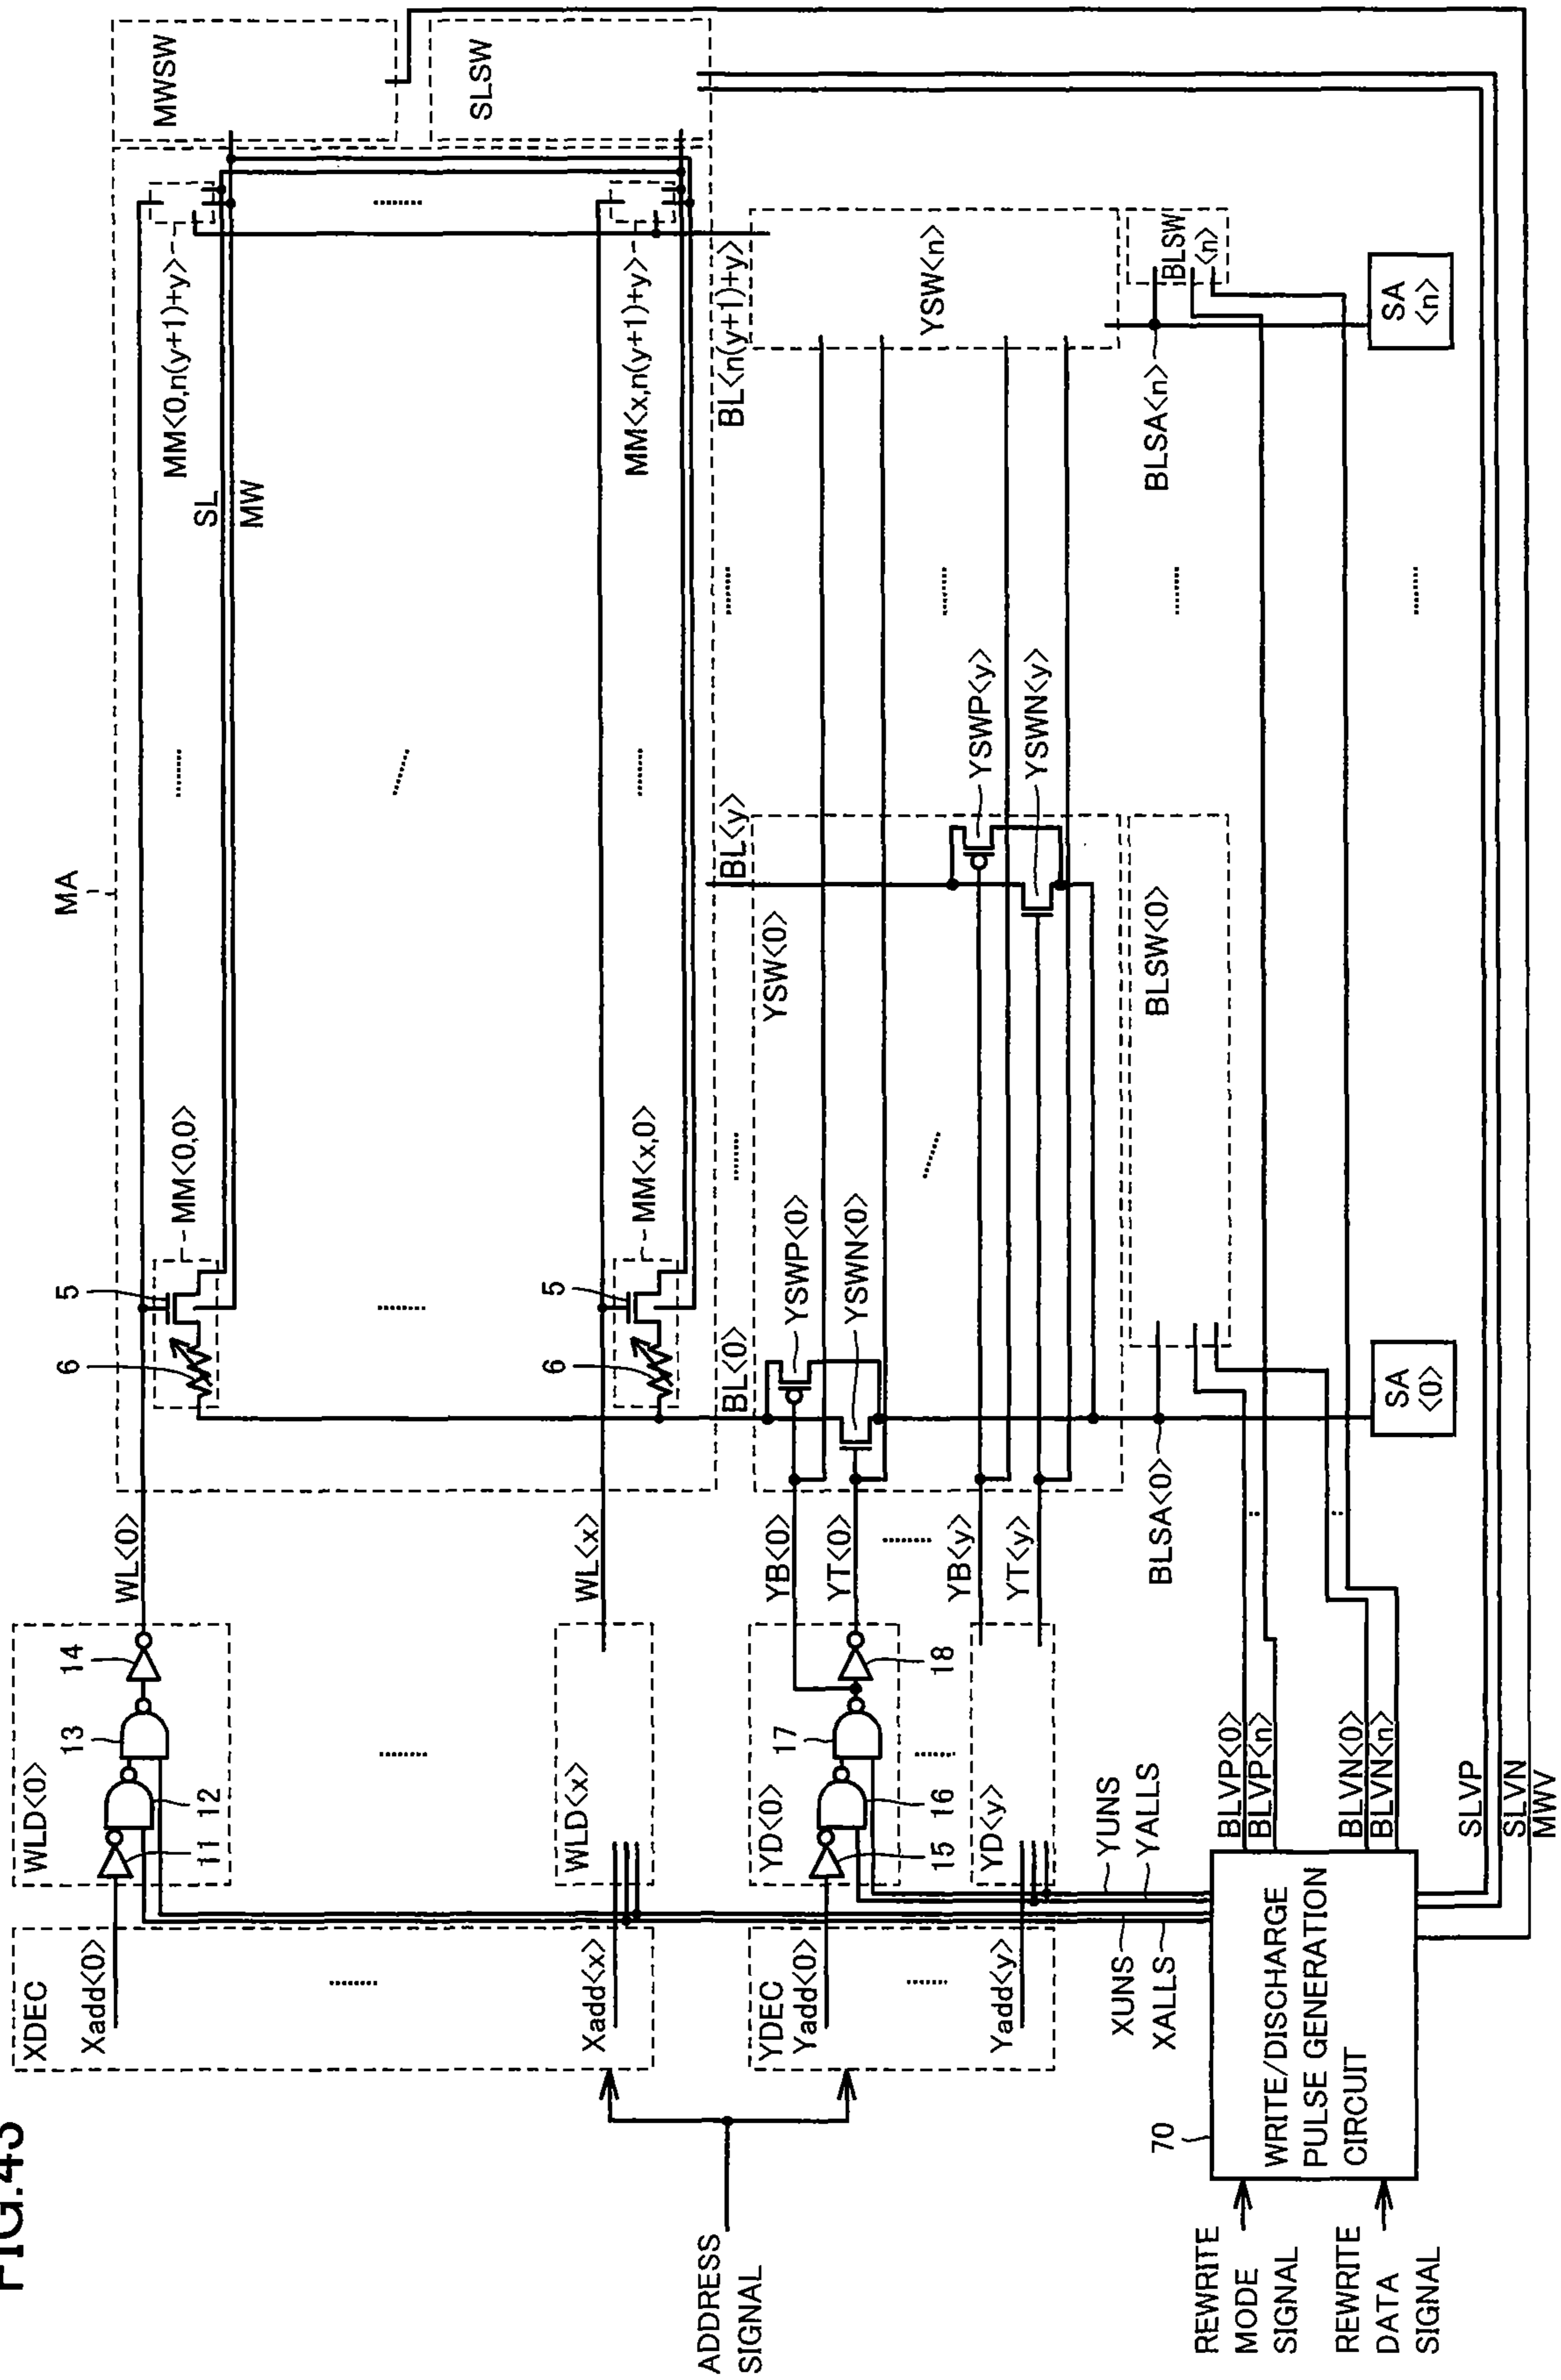 FIG.43
XDEC
Xadd<0>
Xadd<x>
WLD<0>
11
12
13
14
WLD<x>
WL<0>
WL<x>
MA
5
6
MM<0,0>
5
6
MM<x,0>
SL
MW
MM<0,n(y+1)+y>
MM<x,n(y+1)+y>
MWSW
SLSW
BL<0>
BL<y>
BL<n(y+1)+y>
ADDRESS
SIGNAL
YDEC
Yadd<0>
Yadd<y>
YD<0>
15
16
17
18
YD<y>
YB<0>
YT<0>
YB<y>
YT<y>
YSWP<0>
YSWN<0>
YSW<0>
YSWP<y>
YSWN<y>
YSW<n>
XUNS
XALLS
YUNS
YALLS
BLSA<0>
BLSW<0>
BLSA<n>
BLSW
<n>
SA
<0>
SA
<n>
REWRITE
MODE
SIGNAL
REWRITE
DATA
SIGNAL
70
WRITE/DISCHARGE
PULSE GENERATION
CIRCUIT
BLVP<0>
BLVP<n>
BLVN<0>
BLVN<n>
SLVP
SLVN
MWV